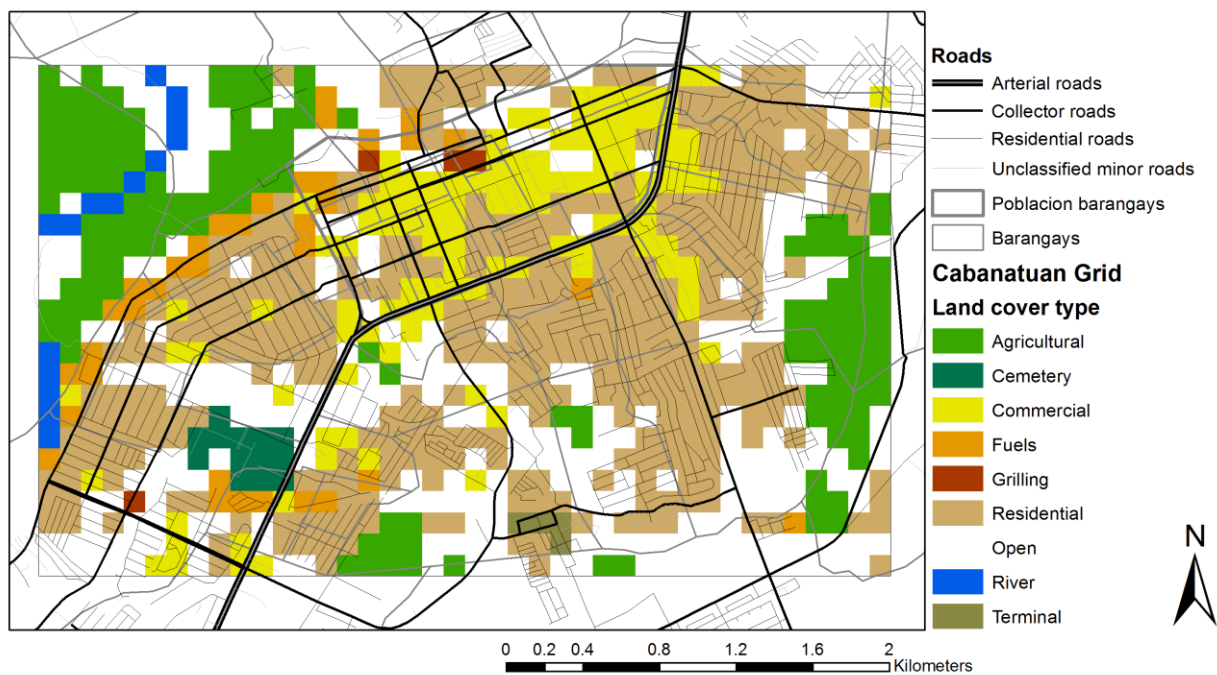 Roads
Arterial roads
Collector roads
Residential roads
Unclassified minor roads
Poblacion barangays
Barangays
Cabanatuan Grid
Land cover type
Agricultural
Cemetery
Commercial
Fuels
Grilling
Residential
Open
River
Terminal
N
0 0.2 0.4 0.8 1.2 1.6 2
Kilometers